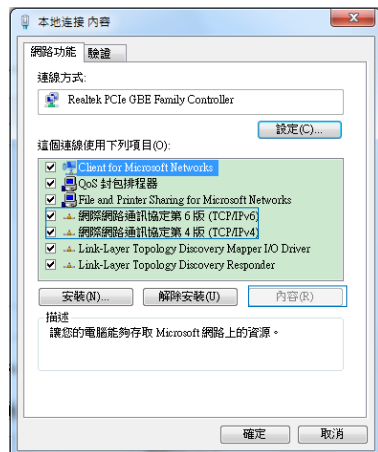 本地连接 內容
網路功能 驗證
連線方式:
Realtek PCIe GBE Family Controller
設定(C)...
這個連線使用下列項目(O):
Client for Microsoft Networks
QoS 封包排程器
File and Printer Sharing for Microsoft Networks
網際網路通訊協定第 6 版 (TCP/IPv6)
網際網路通訊協定第 4 版 (TCP/IPv4)
Link-Layer Topology Discovery Mapper I/O Driver
Link-Layer Topology Discovery Responder
安裝(N)... 解除安裝(U) 內容(R)
描述
讓您的電腦能夠存取 Microsoft 網路上的資源。
確定 取消